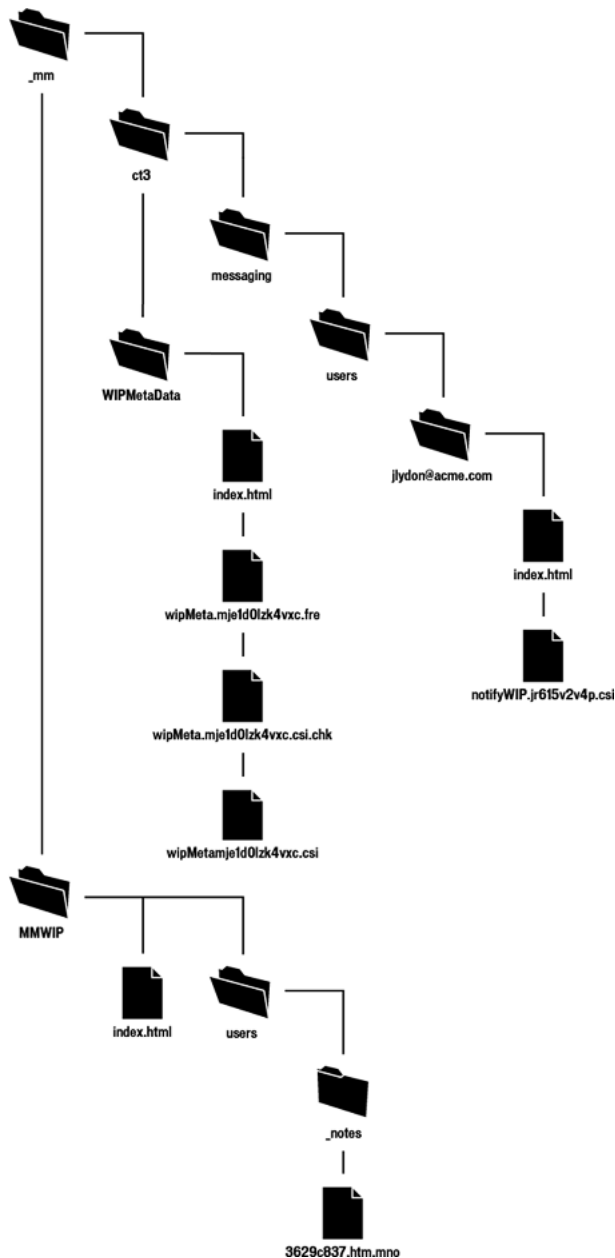 _mm
ct3
messaging
users
WIPMetaData
jlydon@acme.com
index.html
index.html
wipMeta.mje1d0lzk4vxc.fre
notifyWIP.jr615v2v4p.csi
wipMeta.mje1d0lzk4vxc.csi.chk
wipMetamje1d0lzk4vxc.csi
MMWIP
index.html
users
_notes
3629c837.htm.mno